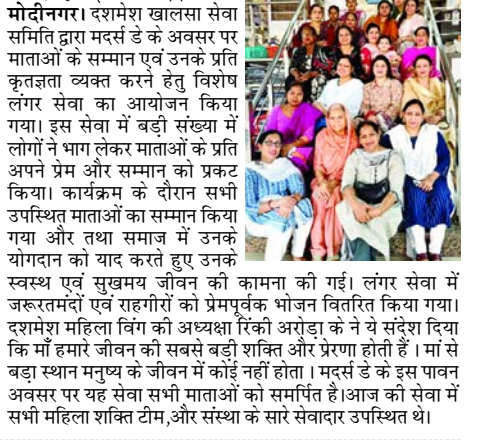 मोदीनगर। दशमेश खालसा सेवा
समिति द्वारा मदर्स डे के अवसर पर
माताओं के सम्मान एवं उनके प्रति
कृतज्ञता व्यक्त करने हेतु विशेष
लंगर सेवा का आयोजन किया
गया। इस सेवा में बड़ी संख्या में
लोगों ने भाग लेकर माताओं के प्रति
अपने प्रेम और सम्मान को प्रकट
किया। कार्यक्रम के दौरान सभी
उपस्थित माताओं का सम्मान किया
गया और तथा समाज में उनके
योगदान को याद करते हुए उनके
स्वस्थ एवं सुखमय जीवन की कामना की गई। लंगर सेवा में
जरूरतमंदों एवं राहगीरों को प्रेमपूर्वक भोजन वितरित किया गया।
दशमेश महिला विंग की अध्यक्षा रिंकी अरोड़ा के ने ये संदेश दिया
कि माँ हमारे जीवन की सबसे बड़ी शक्ति और प्रेरणा होती हैं । मां से
बड़ा स्थान मनुष्य के जीवन में कोई नहीं होता । मदर्स डे के इस पावन
अवसर पर यह सेवा सभी माताओं को समर्पित है।आज की सेवा में
सभी महिला शक्ति टीम,और संस्था के सारे सेवादार उपस्थित थे।